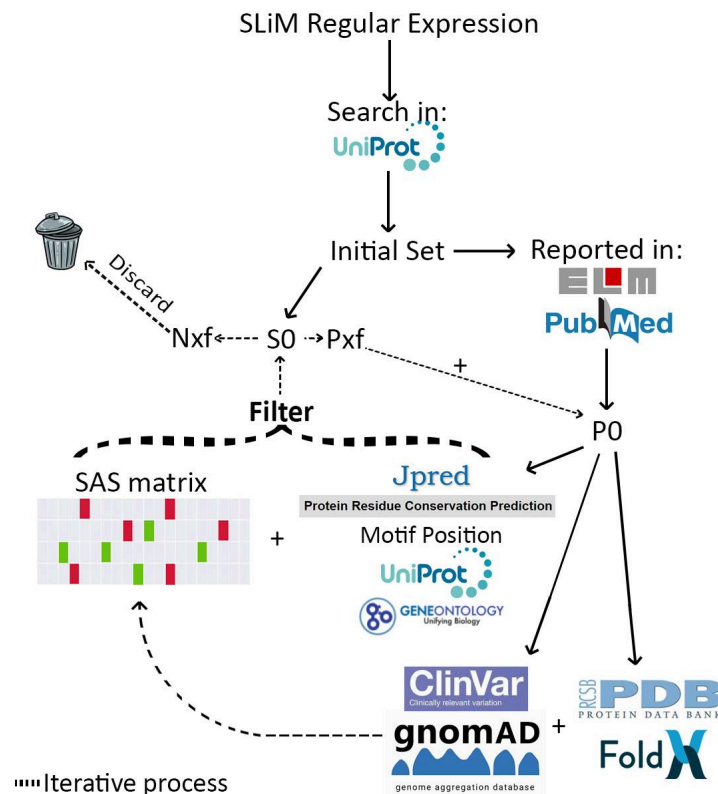 SLiM Regular Expression
Search in:
UniProt
Initial Set
Reported in:
ELM
PubMed
Discard
Nxf
S0
Pxf
+
Filter
P0
SAS matrix
+
Jpred
Protein Residue Conservation Prediction
Motif Position
UniProt
GENEONTOLOGY
Unifying Biology
ClinVar
Clinically relevant variation
gnomAD
genome aggregation database
+
RCSB
PDB
PROTEIN DATA BANK
FoldX
Iterative process